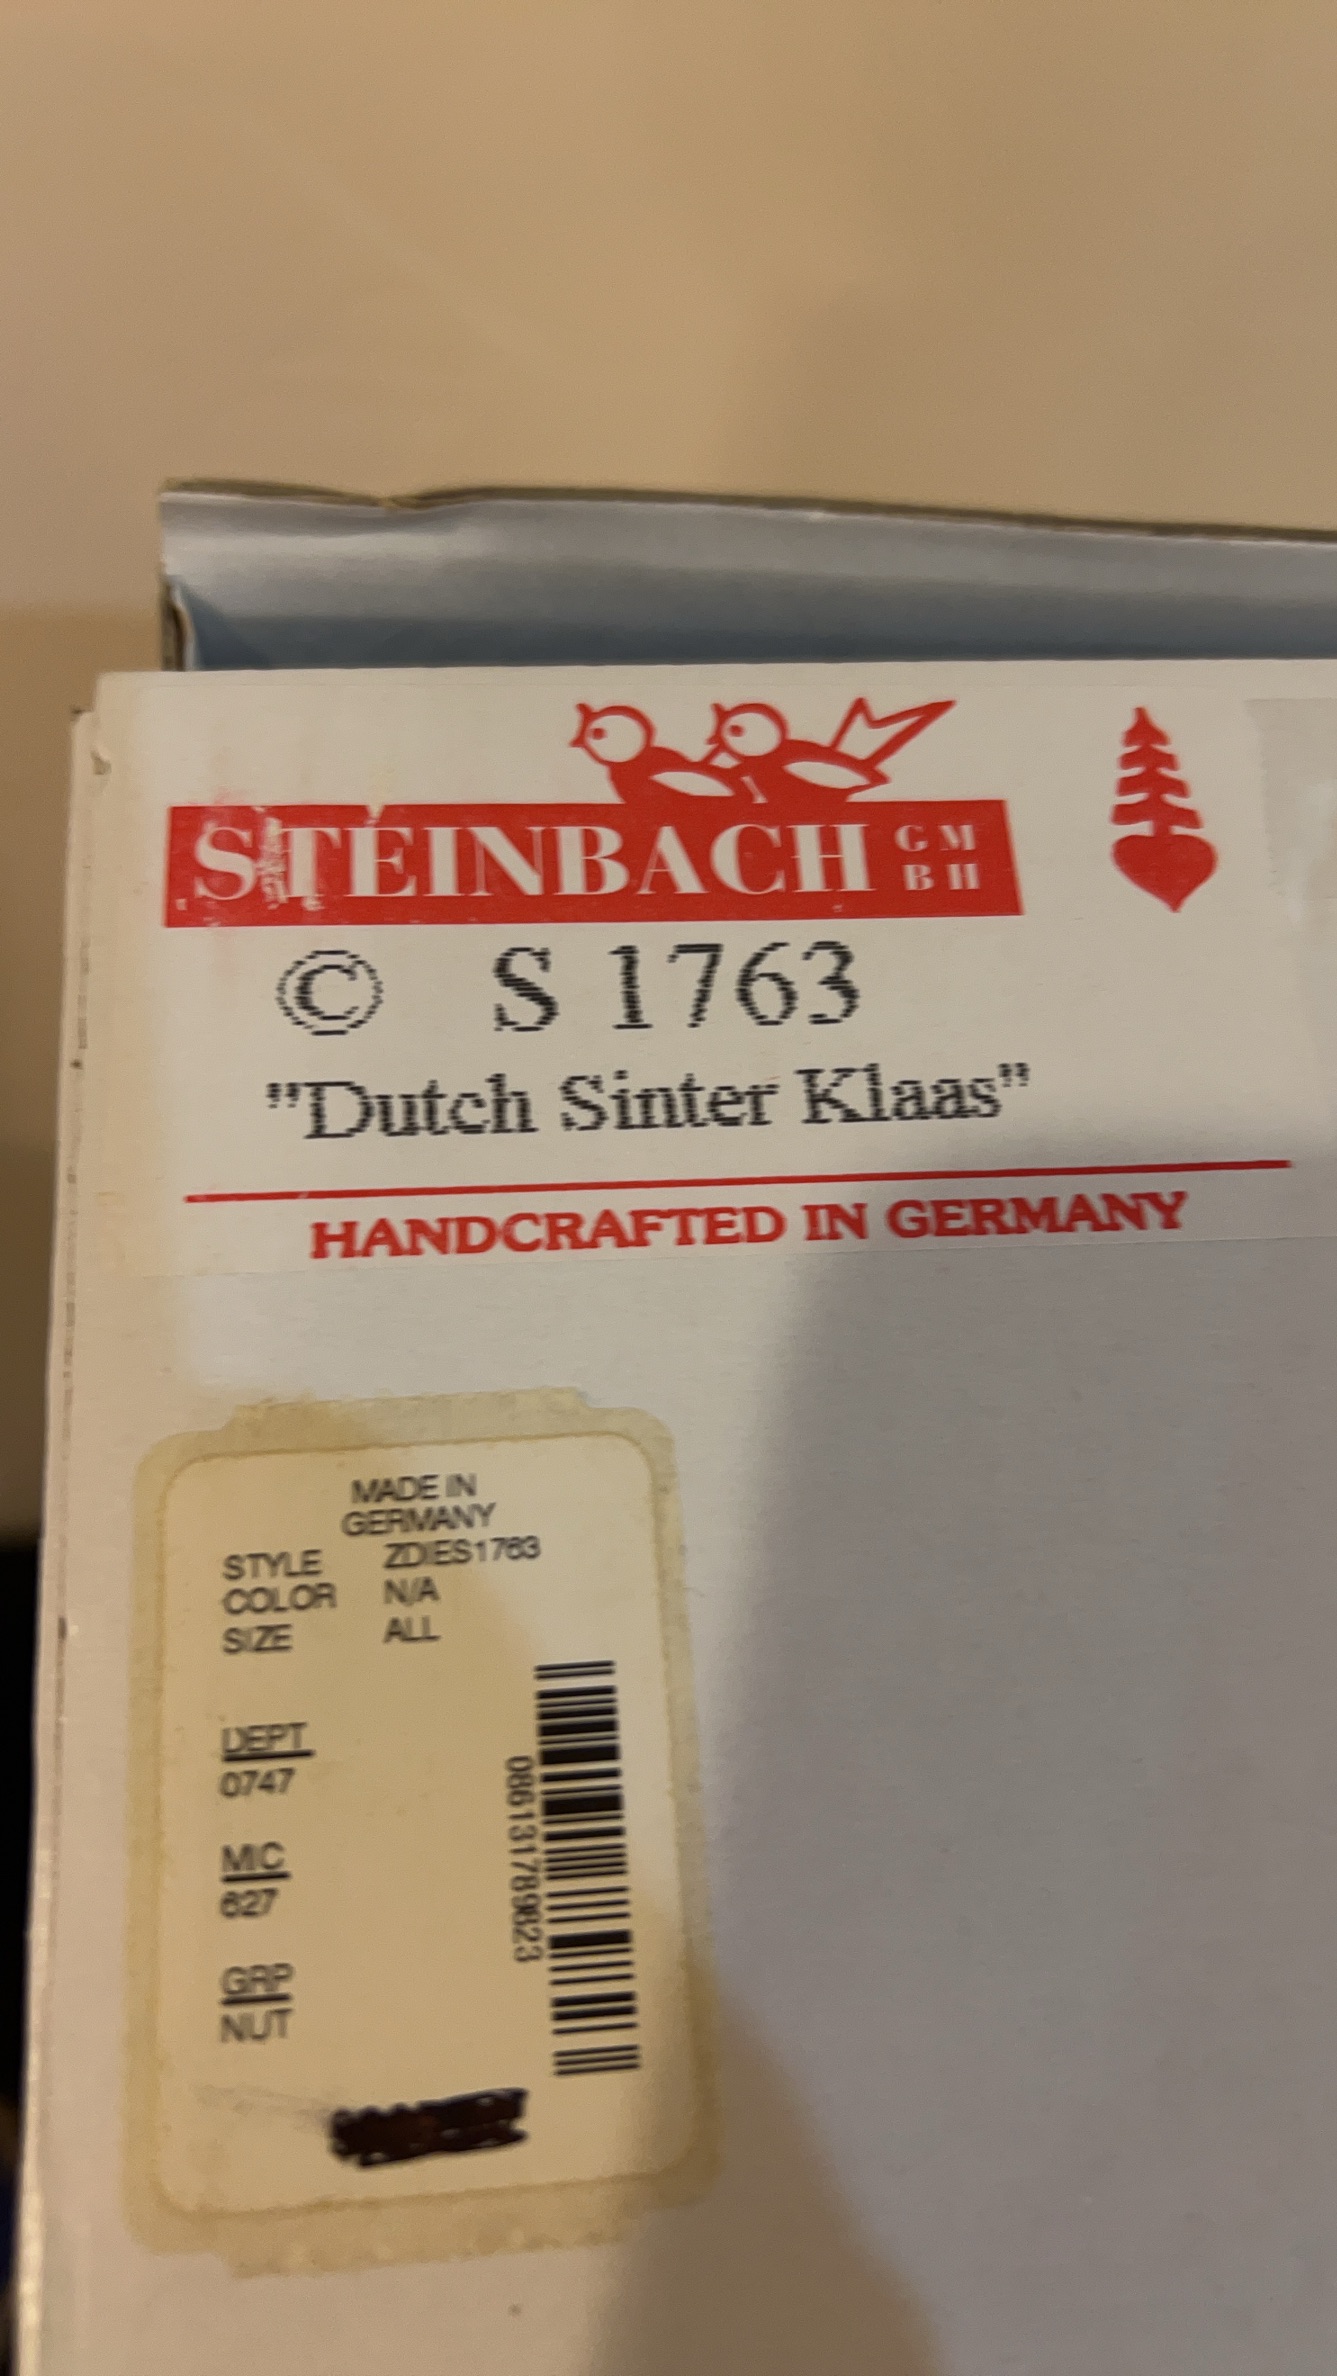 STEINBACH GMBH
© S 1763
"Dutch Sinter Klaas"
HANDCRAFTED IN GERMANY
MADE IN
GERMANY
STYLE ZDIES1763
COLOR N/A
SIZE ALL
DEPT
0747
MIC
627
GRP
NUT
086131789823